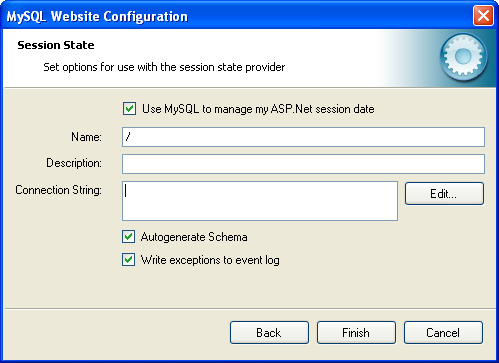 MySQL Website Configuration
Session State
Set options for use with the session state provider
Use MySQL to manage my ASP.Net session date
Name: /
Description:
Connection String:
Edit...
Autogenerate Schema
Write exceptions to event log
Back Finish Cancel